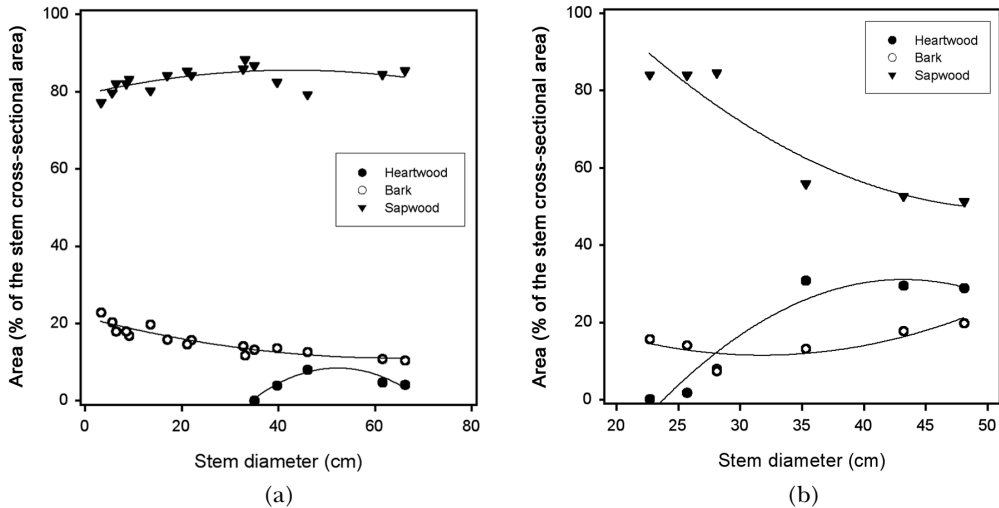 Area (% of the stem cross-sectional area)
100
80
60
40
20
0
Heartwood
Bark
Sapwood
0 20 40 60 80
Stem diameter (cm)
(a)
Area (% of the stem cross-sectional area)
100
80
60
40
20
0
Heartwood
Bark
Sapwood
20 25 30 35 40 45 50
Stem diameter (cm)
(b)